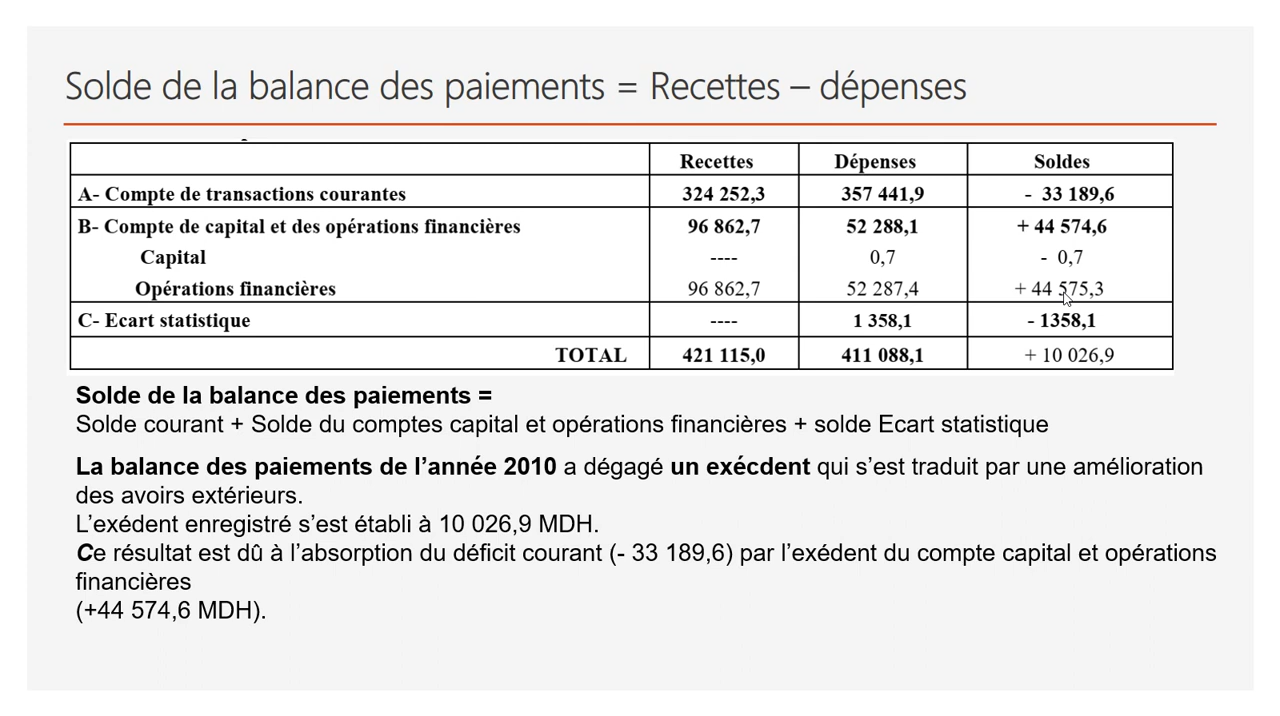 Solde de la balance des paiements = Recettes – dépenses
Recettes Dépenses Soldes
A- Compte de transactions courantes 324 252,3 357 441,9 - 33 189,6
B- Compte de capital et des opérations financières 96 862,7 52 288,1 + 44 574,6
Capital ---- 0,7 - 0,7
Opérations financières 96 862,7 52 287,4 + 44 575,3
C- Ecart statistique ---- 1 358,1 - 1358,1
TOTAL 421 115,0 411 088,1 + 10 026,9
Solde de la balance des paiements =
Solde courant + Solde du comptes capital et opérations financières + solde Ecart statistique
La balance des paiements de l’année 2010 a dégagé un exécdent qui s’est traduit par une amélioration
des avoirs extérieurs.
L’exédent enregistré s’est établi à 10 026,9 MDH.
Ce résultat est dû à l’absorption du déficit courant (- 33 189,6) par l’exédent du compte capital et opérations
financières
(+44 574,6 MDH).